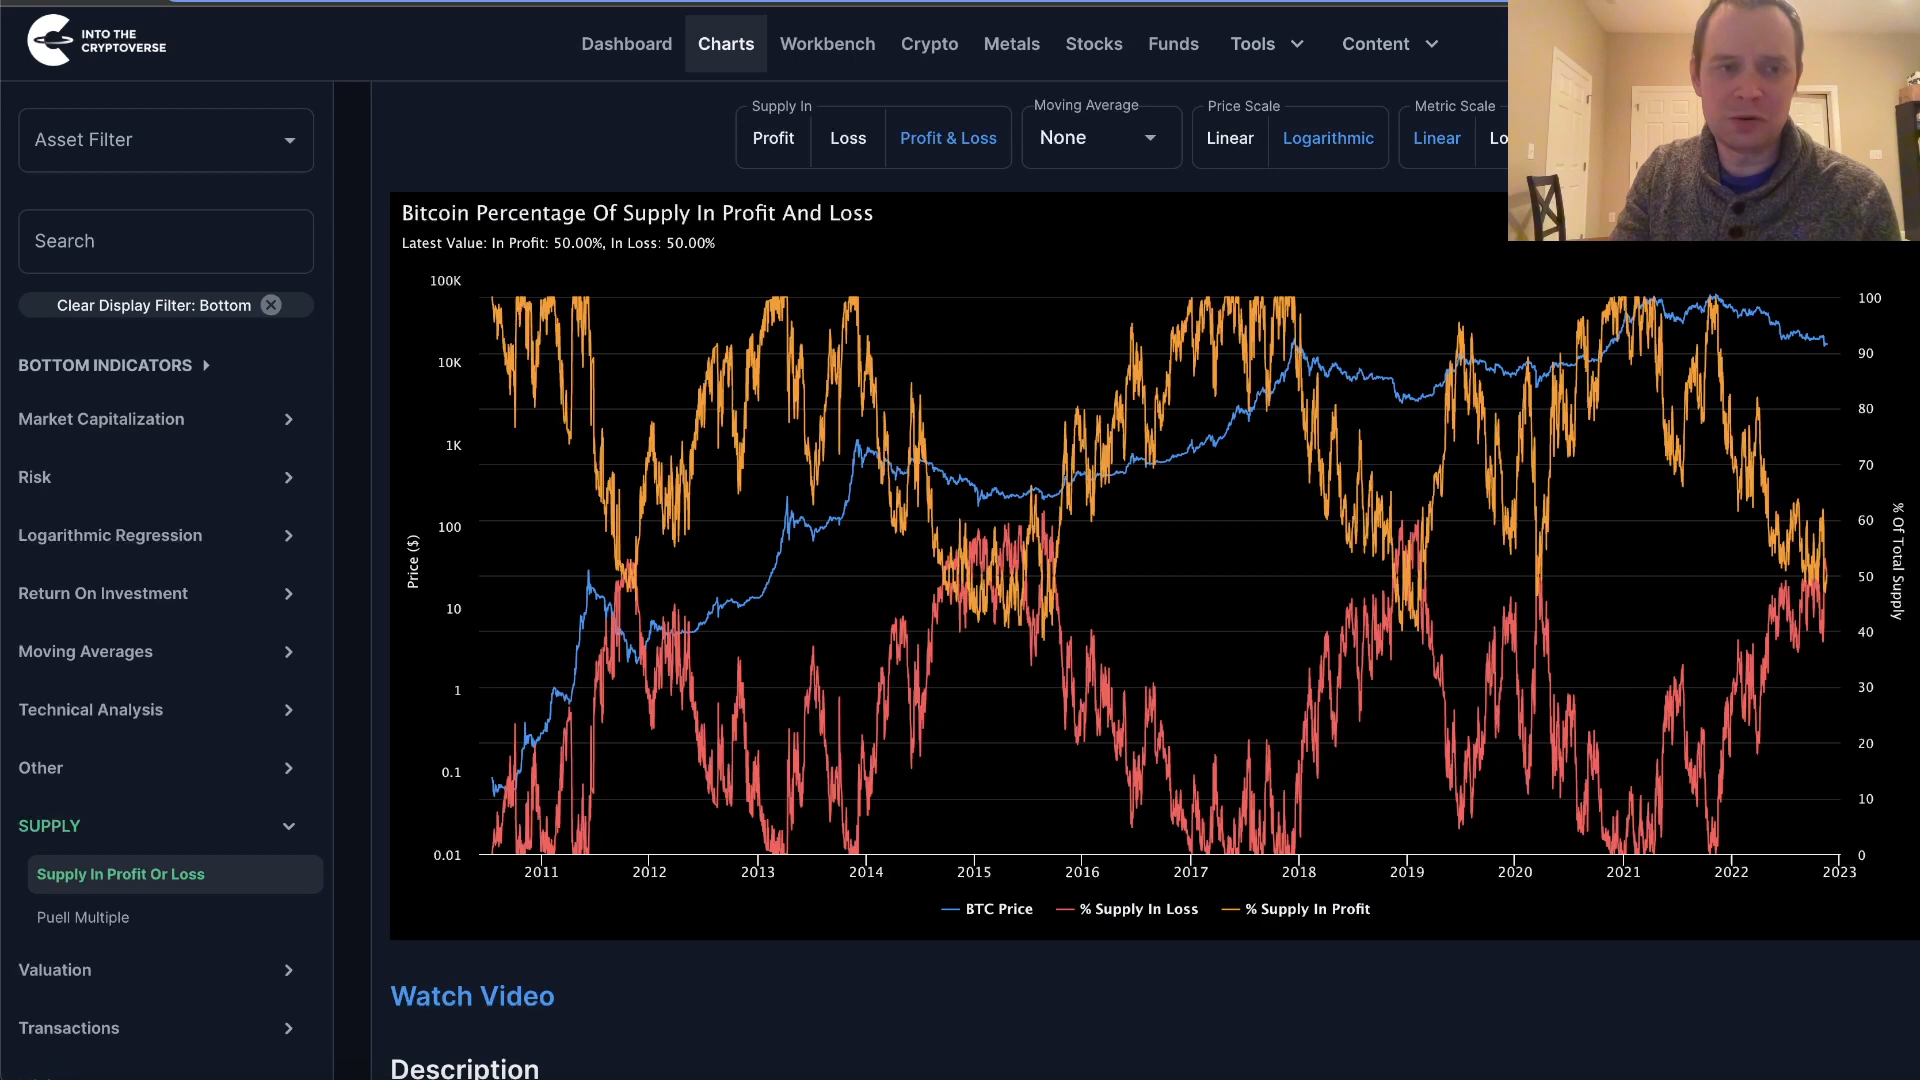 INTO THE
CRYPTOVERSE
Dashboard Charts Workbench Crypto Metals Stocks Funds Tools Content
Asset Filter
Search
Clear Display Filter: Bottom
BOTTOM INDICATORS
Market Capitalization
Risk
Logarithmic Regression
Return On Investment
Moving Averages
Technical Analysis
Other
SUPPLY
Supply In Profit Or Loss
Puell Multiple
Valuation
Transactions
Supply In
Profit Loss Profit & Loss
Moving Average
None
Price Scale
Linear Logarithmic
Metric Scale
Linear Lo
Bitcoin Percentage Of Supply In Profit And Loss
Latest Value: In Profit: 50.00%, In Loss: 50.00%
100K
10K
1K
100
10
1
0.1
0.01
Price ($)
100
90
80
70
60
50
40
30
20
10
0
% Of Total Supply
2011 2012 2013 2014 2015 2016 2017 2018 2019 2020 2021 2022 2023
BTC Price % Supply In Loss % Supply In Profit
Watch Video
Description